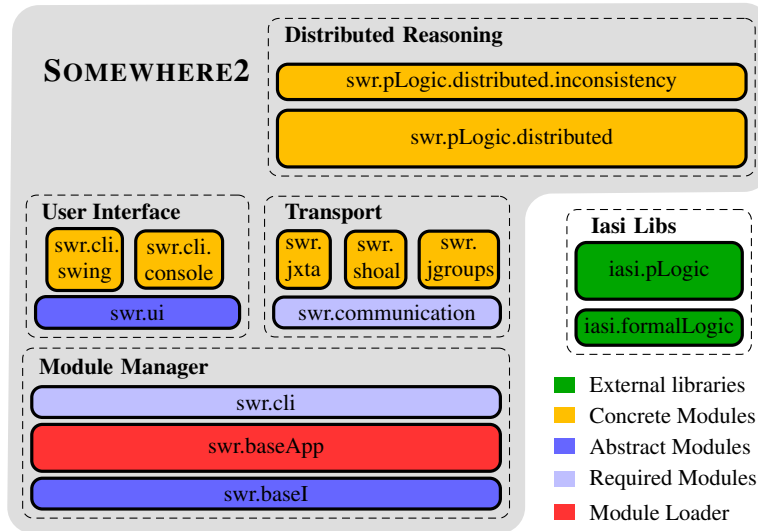 Distributed Reasoning
SOMEWHERE2
swr.pLogic.distributed.inconsistency
swr.pLogic.distributed
User Interface
swr.cli.
swing
swr.cli.
console
swr.ui
Transport
swr.
jxta
swr.
shoal
swr.
jgroups
swr.communication
Iasi Libs
iasi.pLogic
iasi.formalLogic
Module Manager
swr.cli
swr.baseApp
swr.baseI
External libraries
Concrete Modules
Abstract Modules
Required Modules
Module Loader